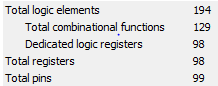 Total logic elements 194
Total combinational functions 129
Dedicated logic registers 98
Total registers 98
Total pins 99